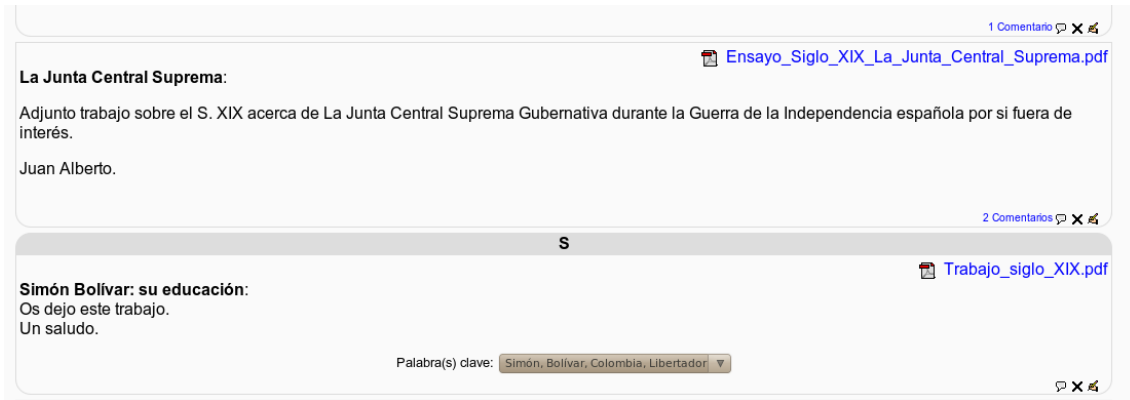 1 Comentario
Ensayo_Siglo_XIX_La_Junta_Central_Suprema.pdf
La Junta Central Suprema:
Adjunto trabajo sobre el S. XIX acerca de La Junta Central Suprema Gubernativa durante la Guerra de la Independencia española por si fuera de
interés.
Juan Alberto.
2 Comentarios
S
Trabajo_siglo_XIX.pdf
Simón Bolívar: su educación:
Os dejo este trabajo.
Un saludo.
Palabra(s) clave: Simón, Bolívar, Colombia, Libertador